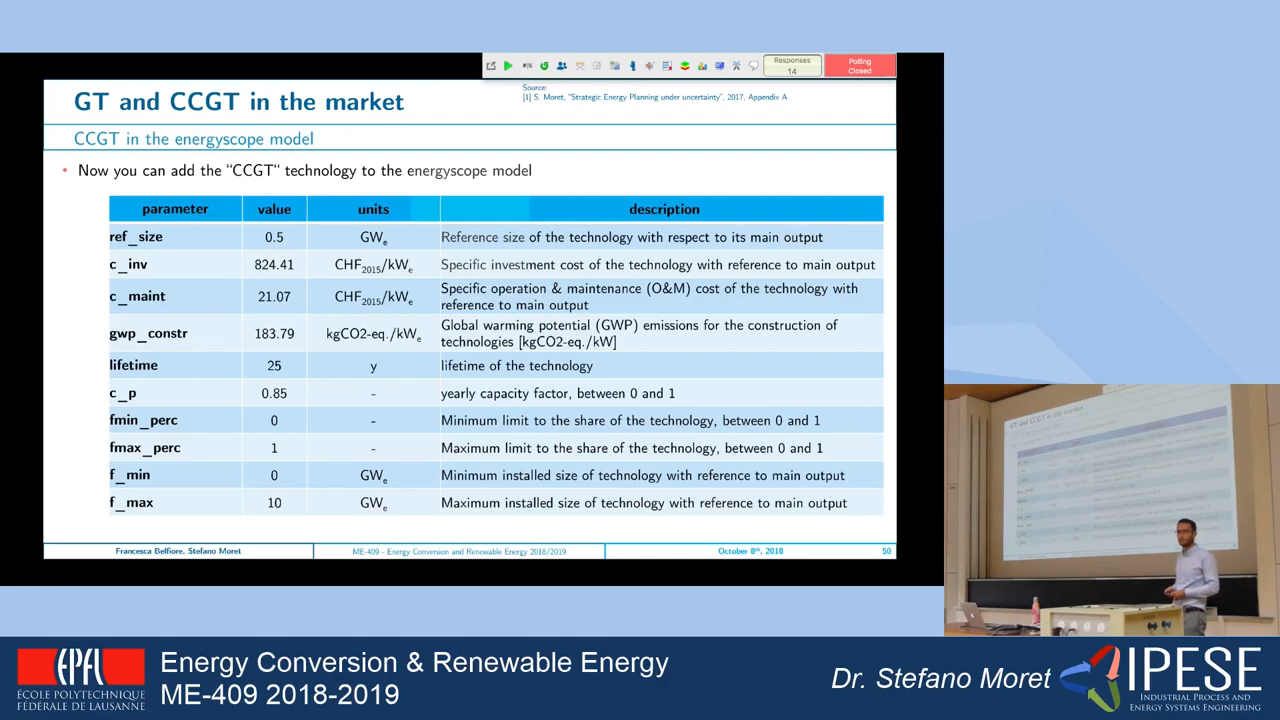 Responses
14
Polling
Closed
GT and CCGT in the market
Source:
[1] S. Moret, "Strategic Energy Planning under uncertainty", 2017, Appendix A
CCGT in the energyscope model
• Now you can add the "CCGT" technology to the energyscope model
parameter value units description
ref_size 0.5 GWe Reference size of the technology with respect to its main output
c_inv 824.41 CHF2015/kWe Specific investment cost of the technology with reference to main output
c_maint 21.07 CHF2015/kWe Specific operation & maintenance (O&M) cost of the technology with
reference to main output
gwp_constr 183.79 kgCO2-eq./kWe Global warming potential (GWP) emissions for the construction of
technologies [kgCO2-eq./kW]
lifetime 25 y lifetime of the technology
c_p 0.85 - yearly capacity factor, between 0 and 1
fmin_perc 0 - Minimum limit to the share of the technology, between 0 and 1
fmax_perc 1 - Maximum limit to the share of the technology, between 0 and 1
f_min 0 GWe Minimum installed size of technology with reference to main output
f_max 10 GWe Maximum installed size of technology with reference to main output
Francesca Belfiore, Stefano Moret ME-409 - Energy Conversion and Renewable Energy 2018/2019 October 8th, 2018 50
GT and CCGT in the market
EPFL
ÉCOLE POLYTECHNIQUE
FÉDÉRALE DE LAUSANNE
Energy Conversion & Renewable Energy
ME-409 2018-2019
Dr. Stefano Moret
IPESE
INDUSTRIAL PROCESS AND
ENERGY SYSTEMS ENGINEERING